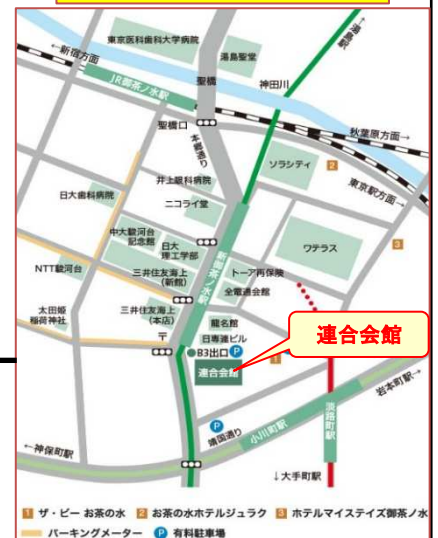 東京医科歯科大学病院
湯島聖堂
↑湯島駅
←新宿方面
JR御茶ノ水駅
聖橋
神田川
聖橋口
秋葉原方面→
本郷通り
ソラシティ
2
東京駅方面→
井上眼科病院
日大歯科病院
ニコライ堂
3
中大駿河台
記念館
日大
理工学部
新御茶ノ水駅
ワテラス
NTT駿河台
三井住友海上
(新館)
トーア再保険
全電通会館
太田姫
稲荷神社
三井住友海上
(本店)
龍名館
日専連ビル
〒
B3出口
P
1
連合会館
連合会館
淡路町駅
岩本町駅→
P
靖国通り
小川町駅
←神保町駅
↓大手町駅
1 ザ・ビー お茶の水 2 お茶の水ホテルジュラク 3 ホテルマイステイズ御茶ノ水
パーキングメーター P 有料駐車場